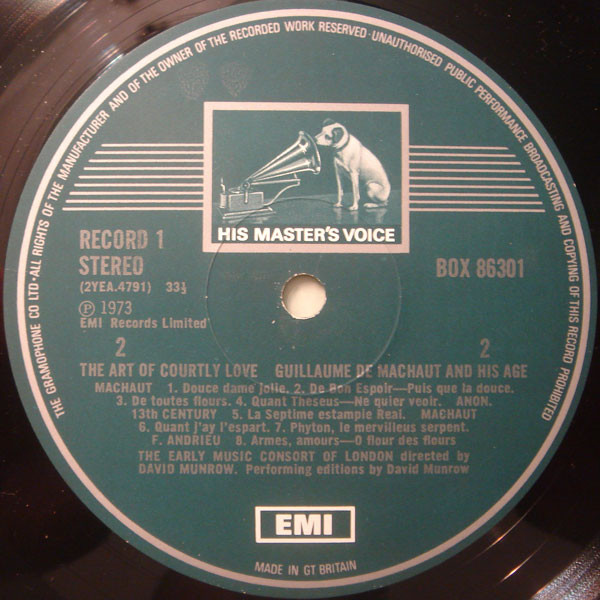 THE GRAMOPHONE CO LTD·ALL RIGHTS OF THE MANUFACTURER AND OF THE OWNER OF THE RECORDED WORK RESERVED·UNAUTHORISED PUBLIC PERFORMANCE BROADCASTING AND COPYING OF THIS RECORD PROHIBITED
HIS MASTER'S VOICE
RECORD 1
STEREO
BOX 86301
(2YEA.4791) 33⅓
Ⓟ 1973
EMI Records Limited
2 2
THE ART OF COURTLY LOVE GUILLAUME DE MACHAUT AND HIS AGE
MACHAUT 1. Douce dame jolie. 2. De Bon Espoir—Puis que la douce.
3. De toutes flours. 4. Quant Theseus—Ne quier veoir. ANON.
13th CENTURY 5. La Septime estample Real. MACHAUT
6. Quant j'ay l'espart. 7. Phyton, le mervilleus serpent.
F. ANDRIEU 8. Armes, amours—O flour des flours
THE EARLY MUSIC CONSORT OF LONDON directed by
DAVID MUNROW. Performing editions by David Munrow
EMI
MADE IN GT BRITAIN